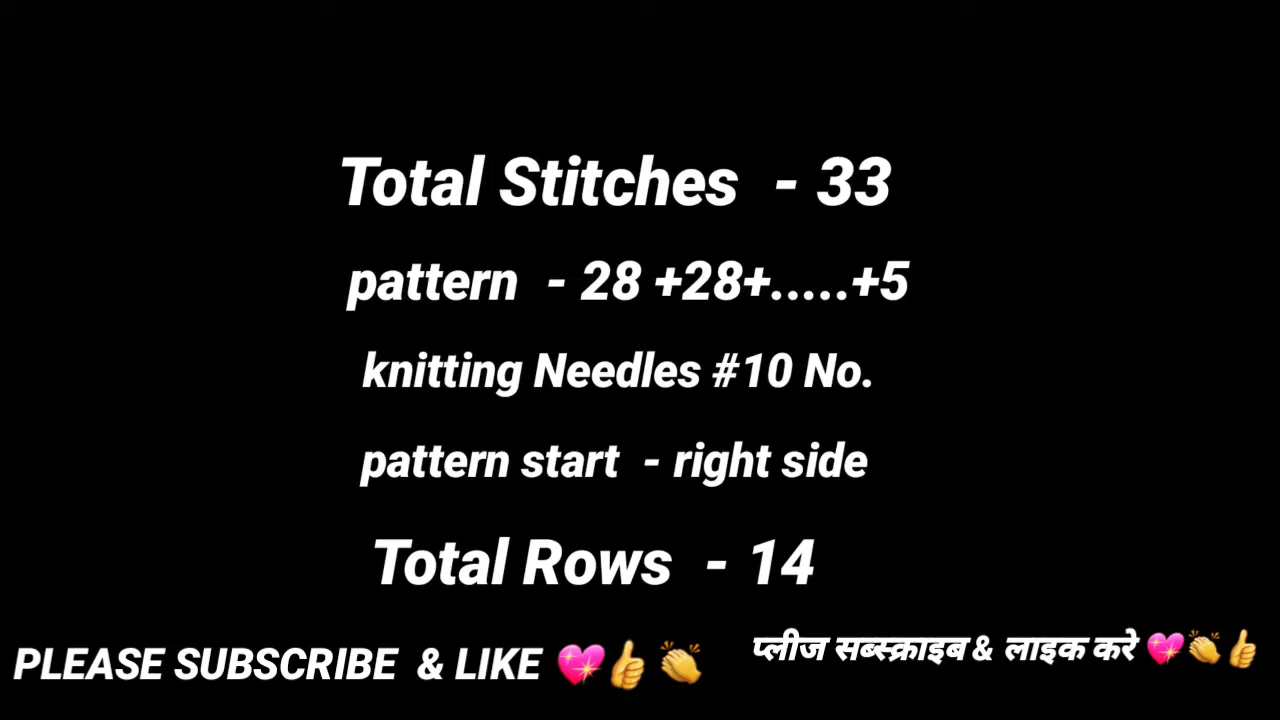 Total Stitches - 33
pattern - 28 +28+.....+5
knitting Needles #10 No.
pattern start - right side
Total Rows - 14
PLEASE SUBSCRIBE & LIKE 💖👍👏
प्लीज सब्स्क्राइब & लाइक करे 💖👏👍